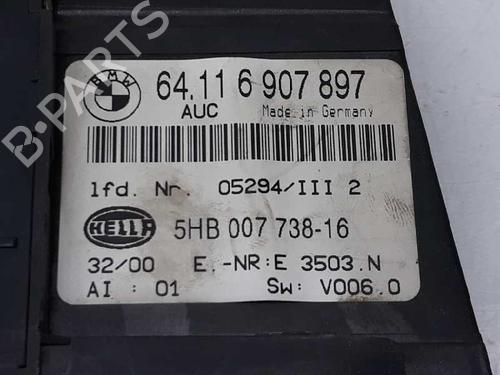 BMW
64.11 6 907 897
AUC Made in Germany
lfd. Nr. 05294/III 2
HELLA 5HB 007 738-16
32/00 E.-NR:E 3503.N
AI : 01 Sw: V006.0
B-PARTS